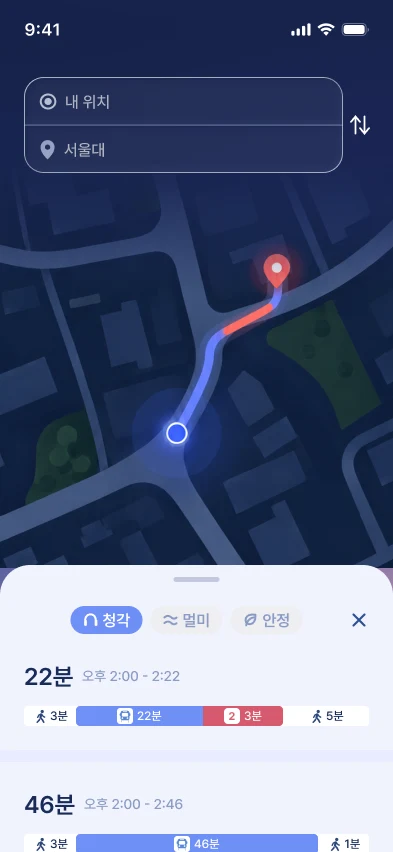 9:41
내 위치
서울대
청각 멀미 안정
22분 오후 2:00 - 2:22
3분 22분 2 3분 5분
46분 오후 2:00 - 2:46
3분 46분 1분